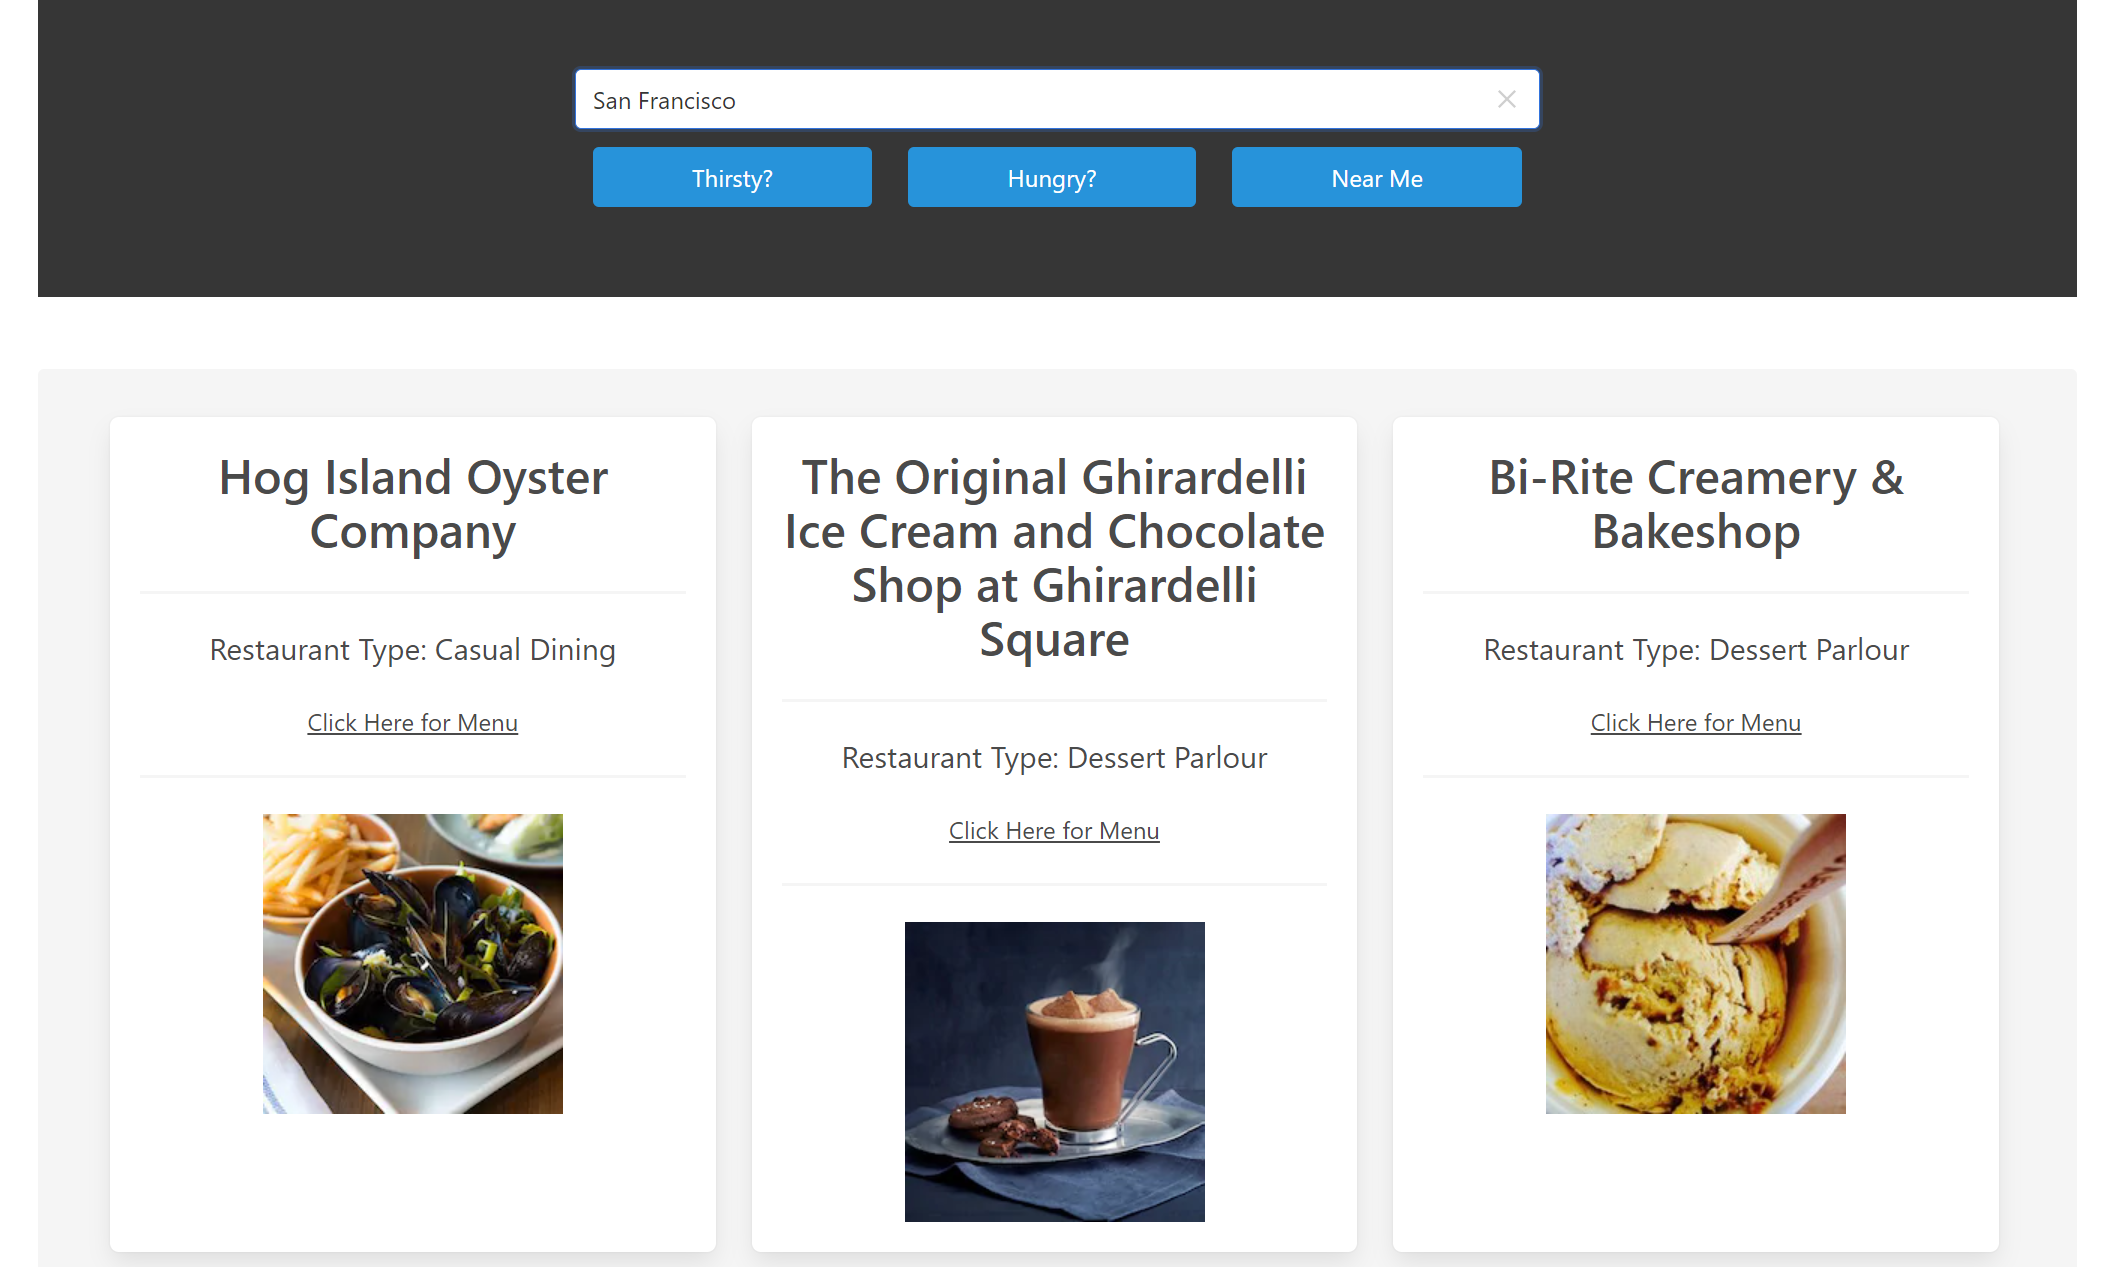 San Francisco
Thirsty?
Hungry?
Near Me
Hog Island Oyster
Company
Restaurant Type: Casual Dining
Click Here for Menu
The Original Ghirardelli
Ice Cream and Chocolate
Shop at Ghirardelli
Square
Restaurant Type: Dessert Parlour
Click Here for Menu
Bi-Rite Creamery &
Bakeshop
Restaurant Type: Dessert Parlour
Click Here for Menu